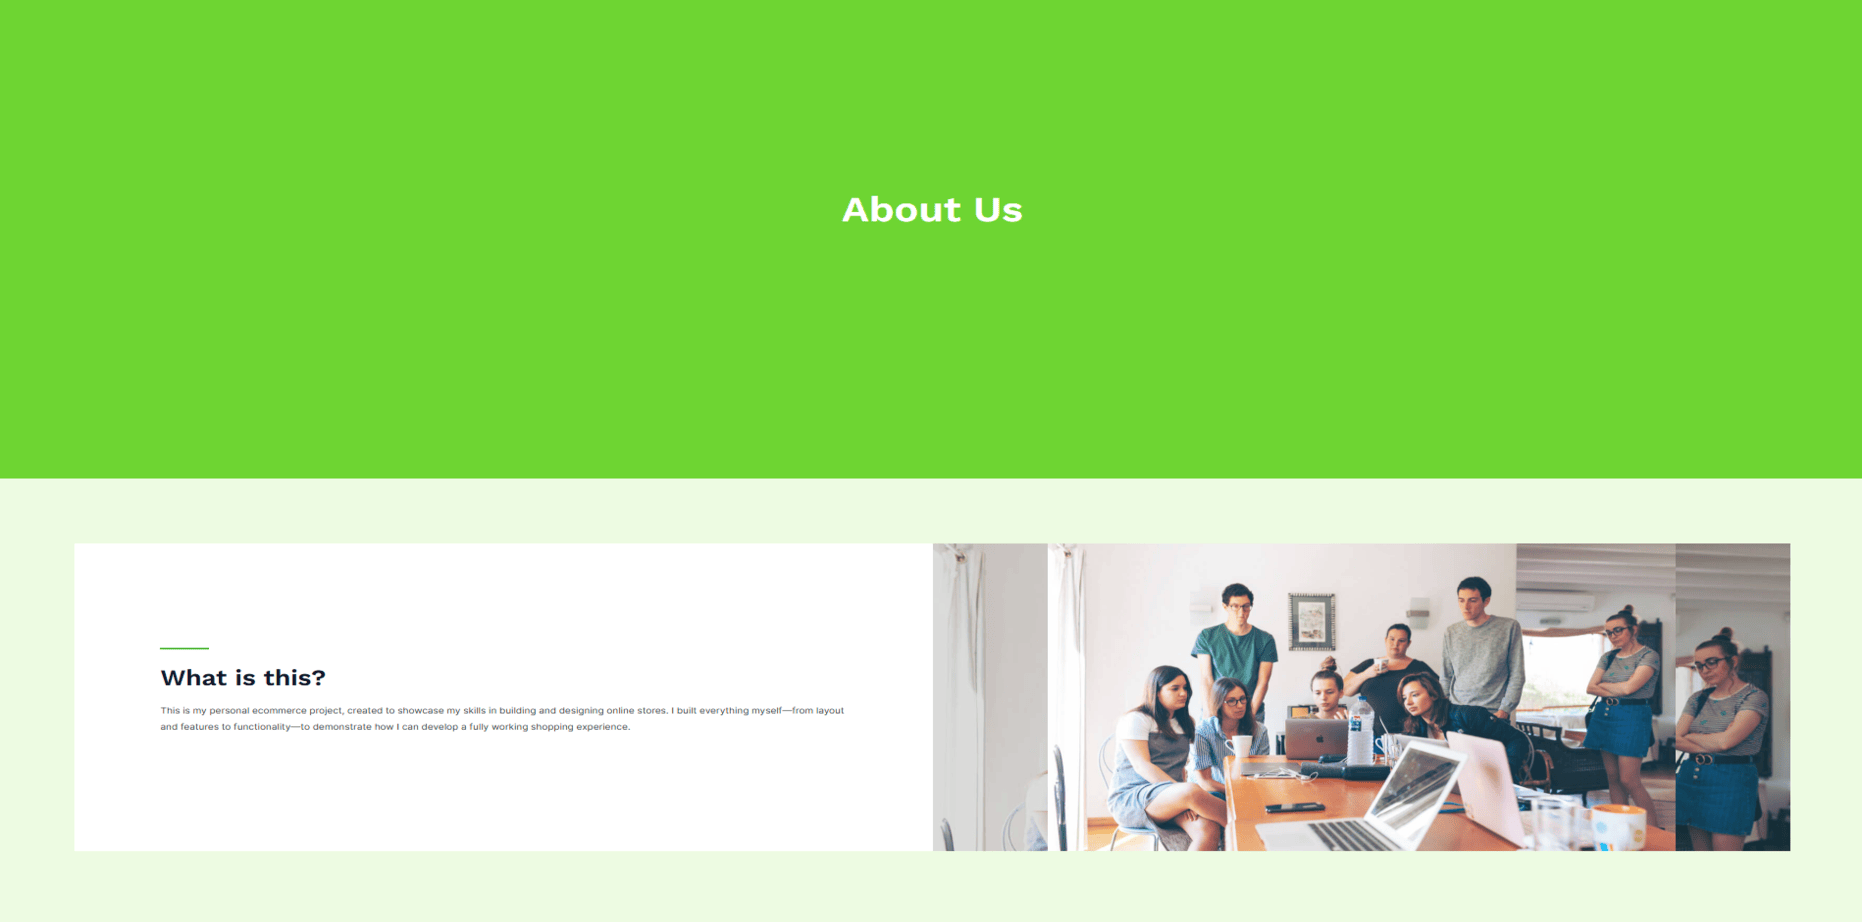 About Us
What is this?
This is my personal ecommerce project, created to showcase my skills in building and designing online stores. I built everything myself—from layout
and features to functionality—to demonstrate how I can develop a fully working shopping experience.